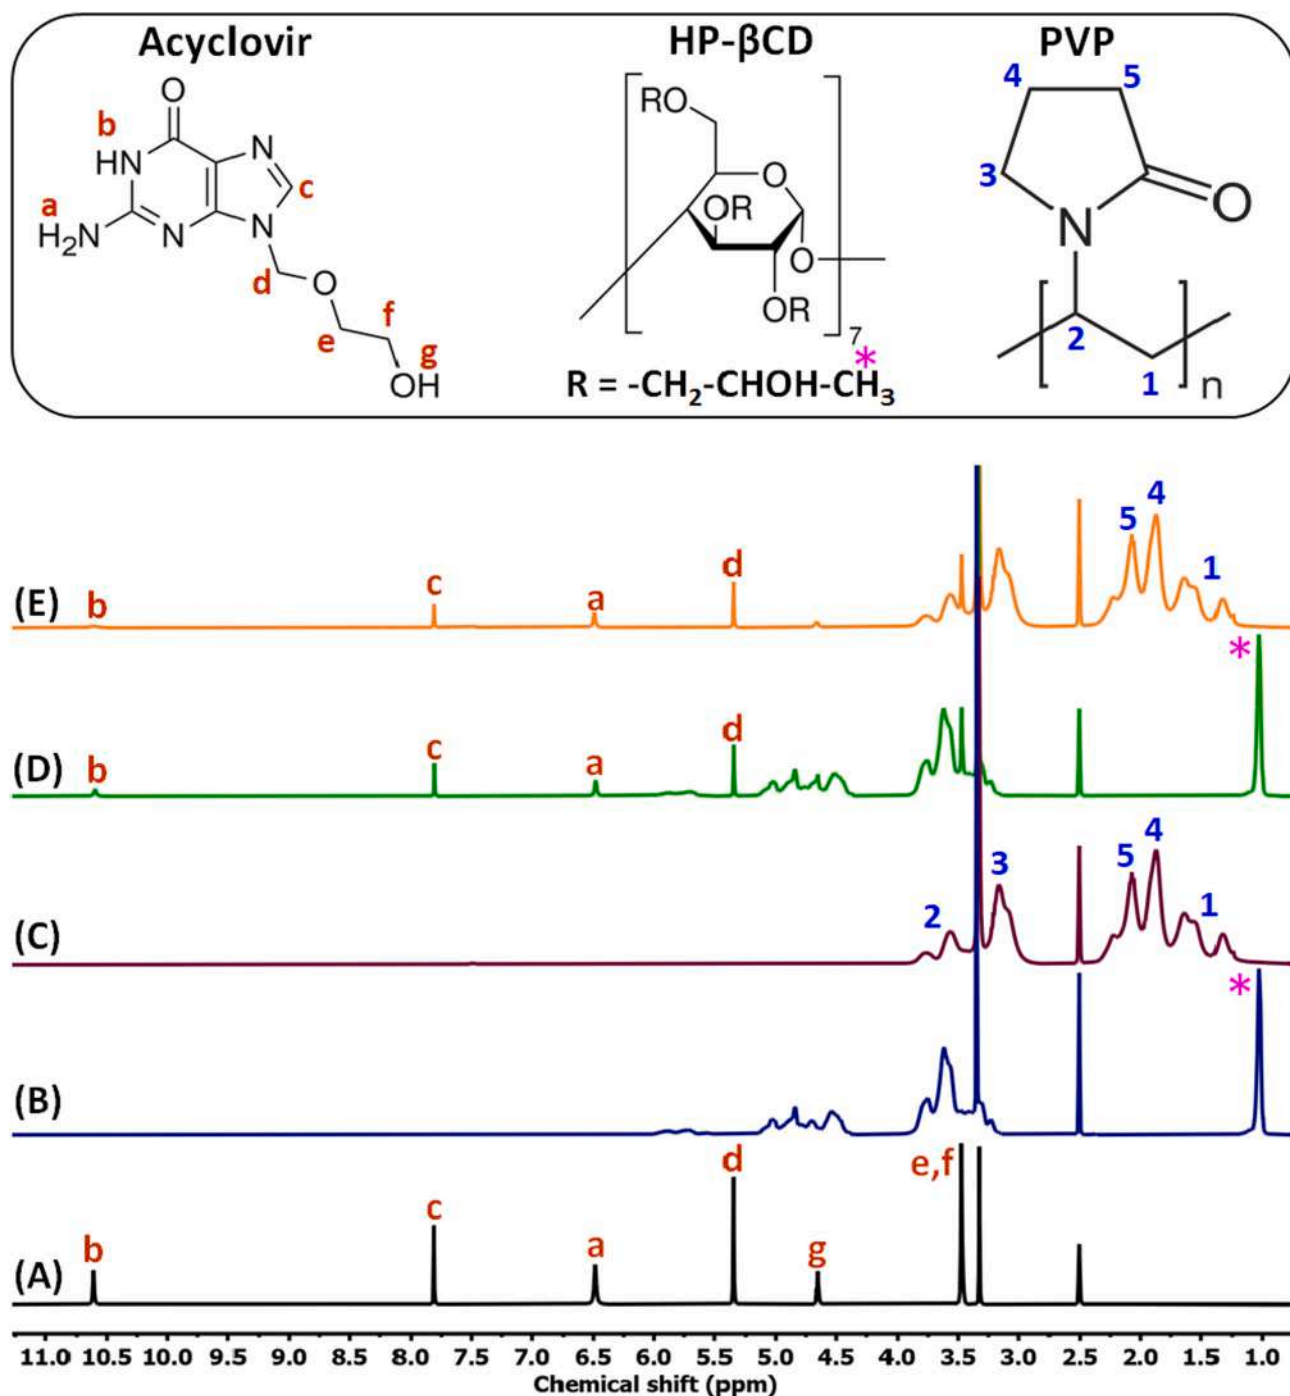 Acyclovir
HP-βCD
PVP
O
b
HN
N
c
a
H₂N
N
N
d
O
f
e
g
OH
RO
O
OR
O
OR
7
*
R = -CH₂-CHOH-CH₃
4
5
3
N
O
2
1
n
(E)
b
c
a
d
5
4
1
(D)
b
c
a
d
*
(C)
2
3
5
4
1
(B)
*
(A)
b
c
a
d
g
e,f
11.0 10.5 10.0 9.5 9.0 8.5 8.0 7.5 7.0 6.5 6.0 5.5 5.0 4.5 4.0 3.5 3.0 2.5 2.0 1.5 1.0
Chemical shift (ppm)